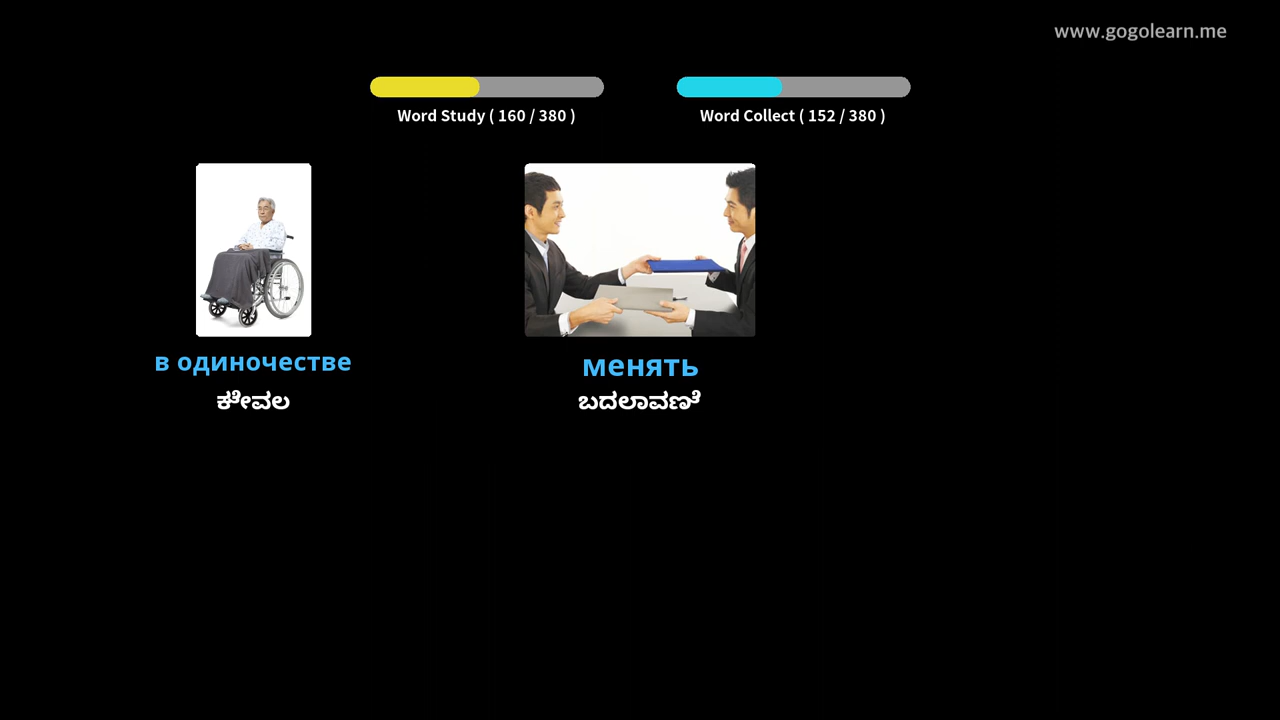 www.gogolearn.me
Word Study ( 160 / 380 )
Word Collect ( 152 / 380 )
в одиночестве
ಕೇವಲ
менять
ಬದಲಾವಣೆ